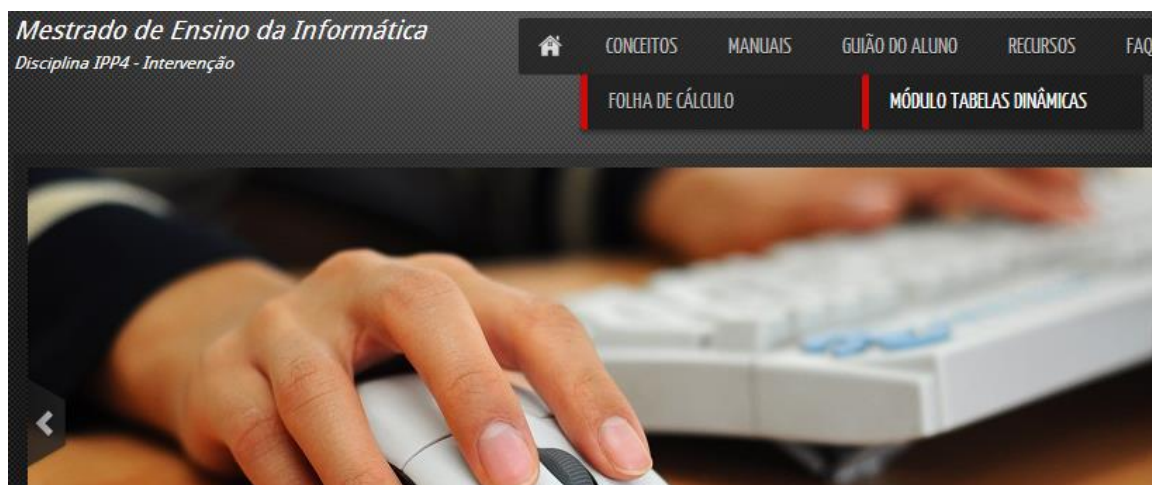 Mestrado de Ensino da Informática
Disciplina IPP4 - Intervenção
CONCEITOS MANUAIS GUIÃO DO ALUNO RECURSOS FAQ
FOLHA DE CÁLCULO MÓDULO TABELAS DINÂMICAS